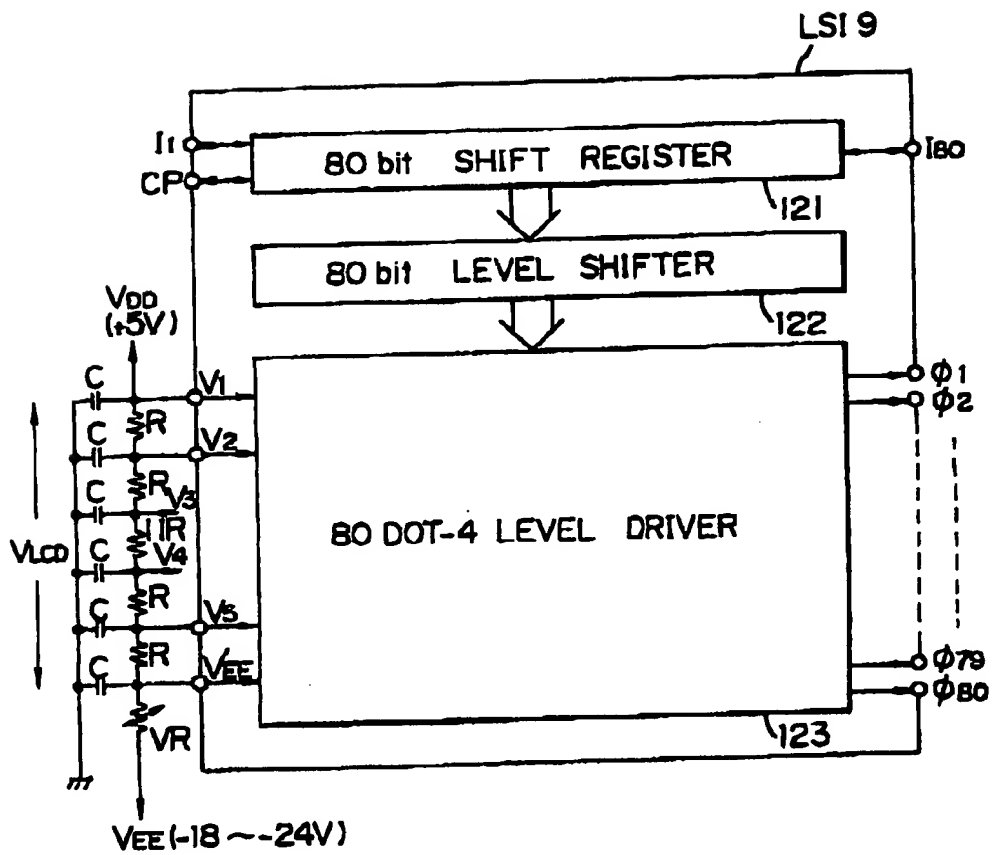 LSI 9
I1
80 bit SHIFT REGISTER
I80
CP
121
80 bit LEVEL SHIFTER
122
VDD
(+5V)
C
V1
φ1
R
φ2
C
V2
R
C
V3
11R
VLCD
C
V4
80 DOT-4 LEVEL DRIVER
R
C
V5
R
C
VEE
φ79
φ80
VR
123
VEE (-18 ~ -24V)